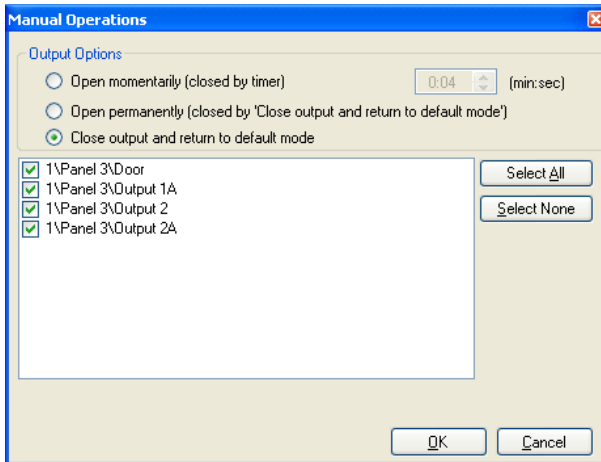 Manual Operations
Output Options
Open momentarily (closed by timer) 0:04 (min:sec)
Open permanently (closed by 'Close output and return to default mode')
Close output and return to default mode
1\Panel 3\Door
1\Panel 3\Output 1A
1\Panel 3\Output 2
1\Panel 3\Output 2A
Select All
Select None
OK Cancel